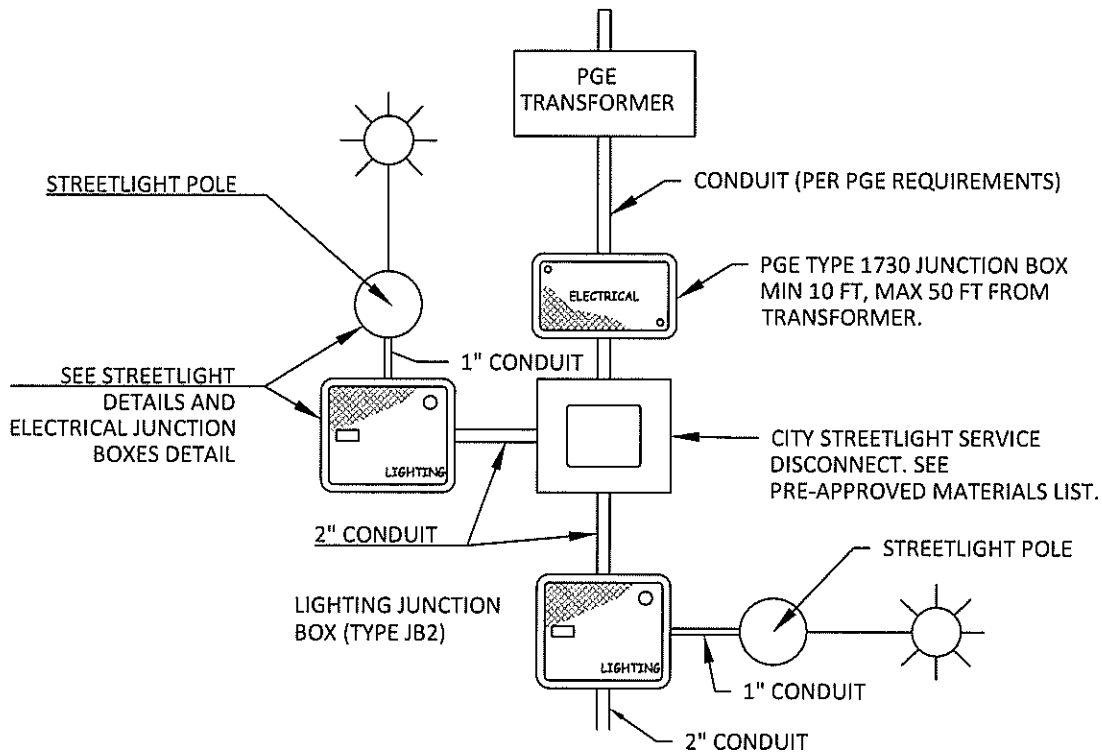 PGE
TRANSFORMER
STREETLIGHT POLE
CONDUIT (PER PGE REQUIREMENTS)
ELECTRICAL
PGE TYPE 1730 JUNCTION BOX
MIN 10 FT, MAX 50 FT FROM
TRANSFORMER.
1" CONDUIT
SEE STREETLIGHT
DETAILS AND
ELECTRICAL JUNCTION
BOXES DETAIL
LIGHTING
CITY STREETLIGHT SERVICE
DISCONNECT. SEE
PRE-APPROVED MATERIALS LIST.
2" CONDUIT
STREETLIGHT POLE
LIGHTING JUNCTION
BOX (TYPE JB2)
LIGHTING
1" CONDUIT
2" CONDUIT